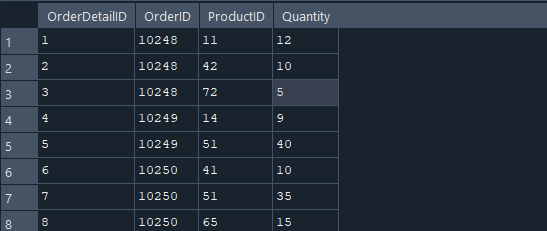 OrderDetailID OrderID ProductID Quantity
1 1 10248 11 12
2 2 10248 42 10
3 3 10248 72 5
4 4 10249 14 9
5 5 10249 51 40
6 6 10250 41 10
7 7 10250 51 35
8 8 10250 65 15